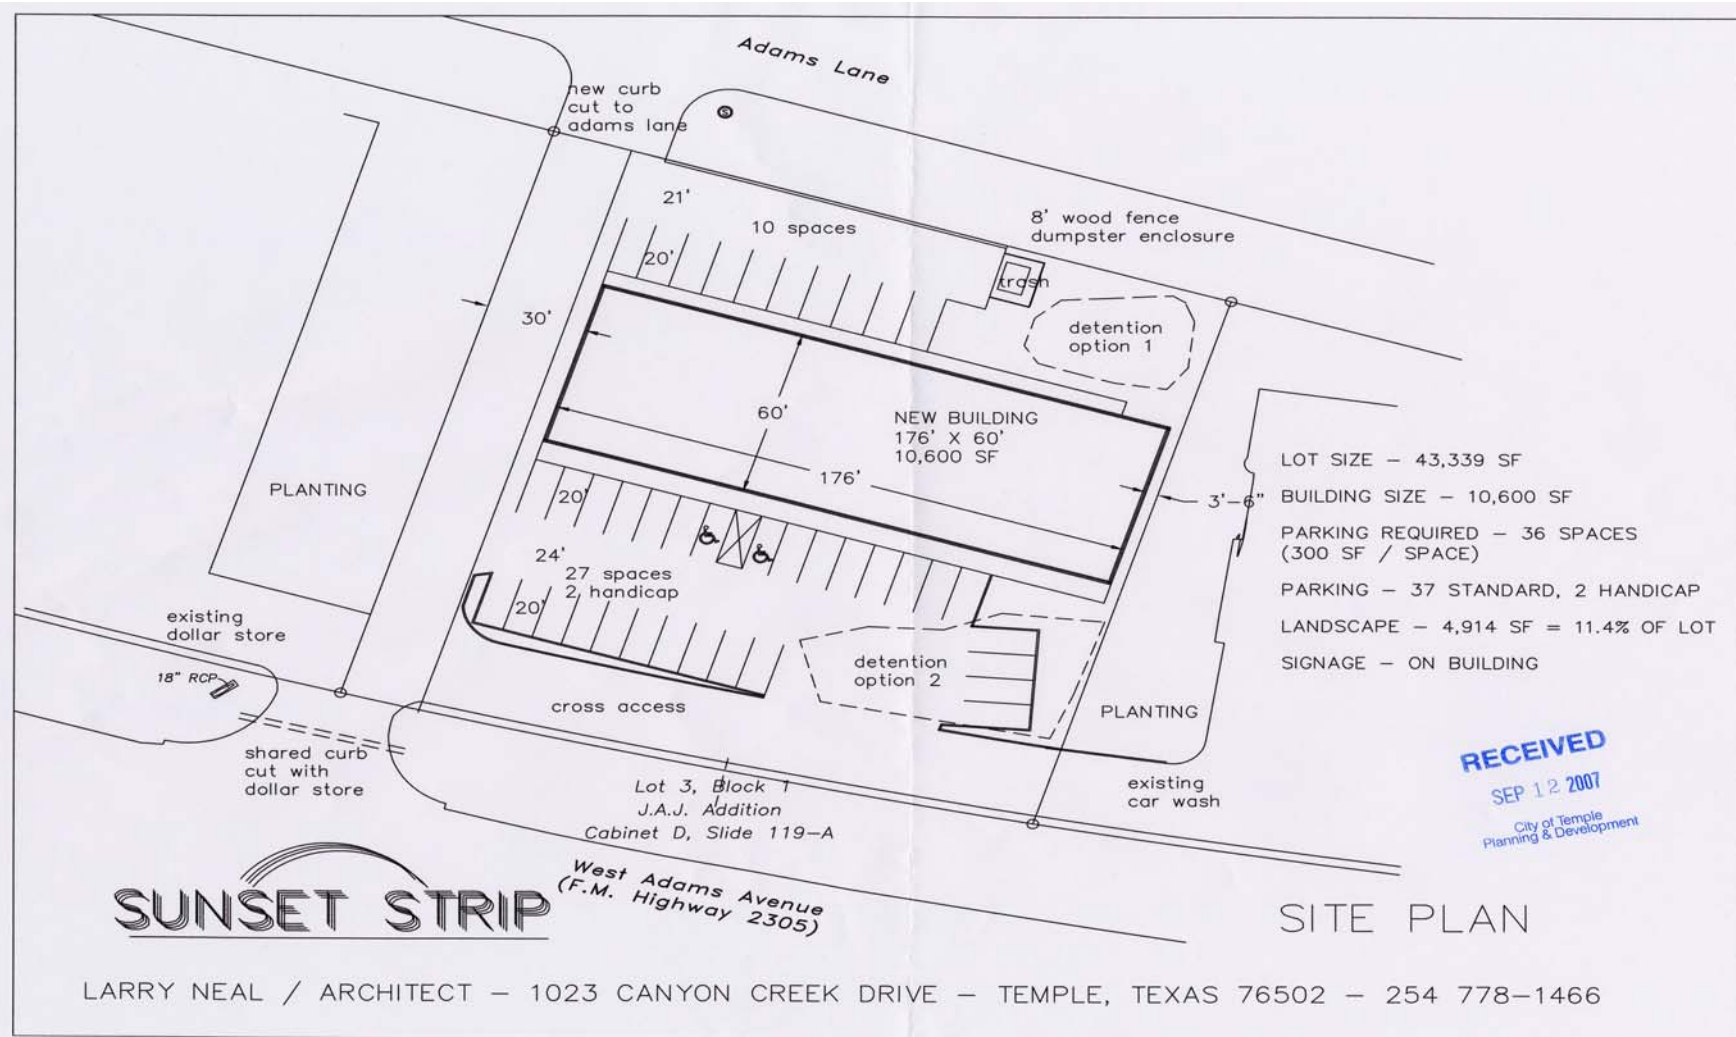 Adams Lane
new curb
cut to
adams lane
S
21'
10 spaces
20'
8' wood fence
dumpster enclosure
trash
detention
option 1
30'
60'
NEW BUILDING
176' X 60'
10,600 SF
176'
3'-6"
PLANTING
20'
24'
27 spaces
2 handicap
20'
LOT SIZE – 43,339 SF
BUILDING SIZE – 10,600 SF
PARKING REQUIRED – 36 SPACES
(300 SF / SPACE)
PARKING – 37 STANDARD, 2 HANDICAP
LANDSCAPE – 4,914 SF = 11.4% OF LOT
SIGNAGE – ON BUILDING
existing
dollar store
18" RCP
detention
option 2
cross access
PLANTING
shared curb
cut with
dollar store
existing
car wash
Lot 3, Block 1
J.A.J. Addition
Cabinet D, Slide 119–A
West Adams Avenue
(F.M. Highway 2305)
RECEIVED
SEP 12 2007
City of Temple
Planning & Development
SUNSET STRIP
SITE PLAN
LARRY NEAL / ARCHITECT – 1023 CANYON CREEK DRIVE – TEMPLE, TEXAS 76502 – 254 778–1466